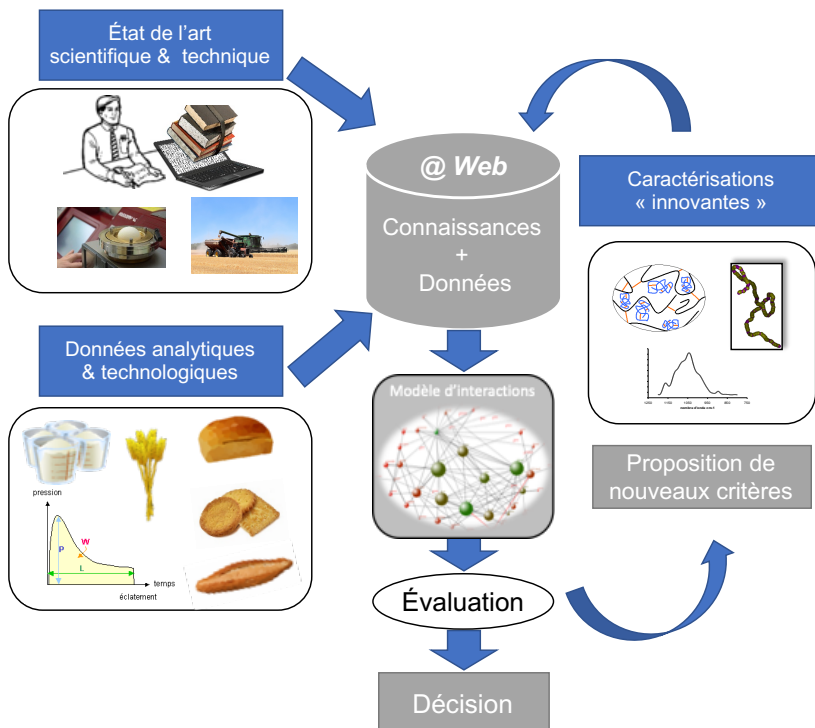 État de l'art
scientifique & technique
@ Web
Connaissances
+
Données
Caractérisations
« innovantes »
Données analytiques
& technologiques
Modèle d'interactions
pression
P
W
L
temps
éclatement
Proposition de
nouveaux critères
Évaluation
Décision